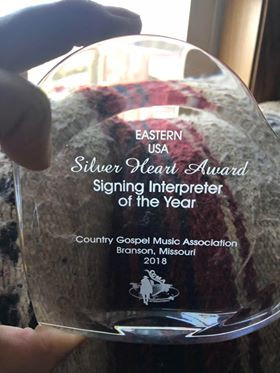 EASTERN
USA
Silver Heart Award
Signing Interpreter
of the Year
Country Gospel Music Association
Branson, Missouri
2018